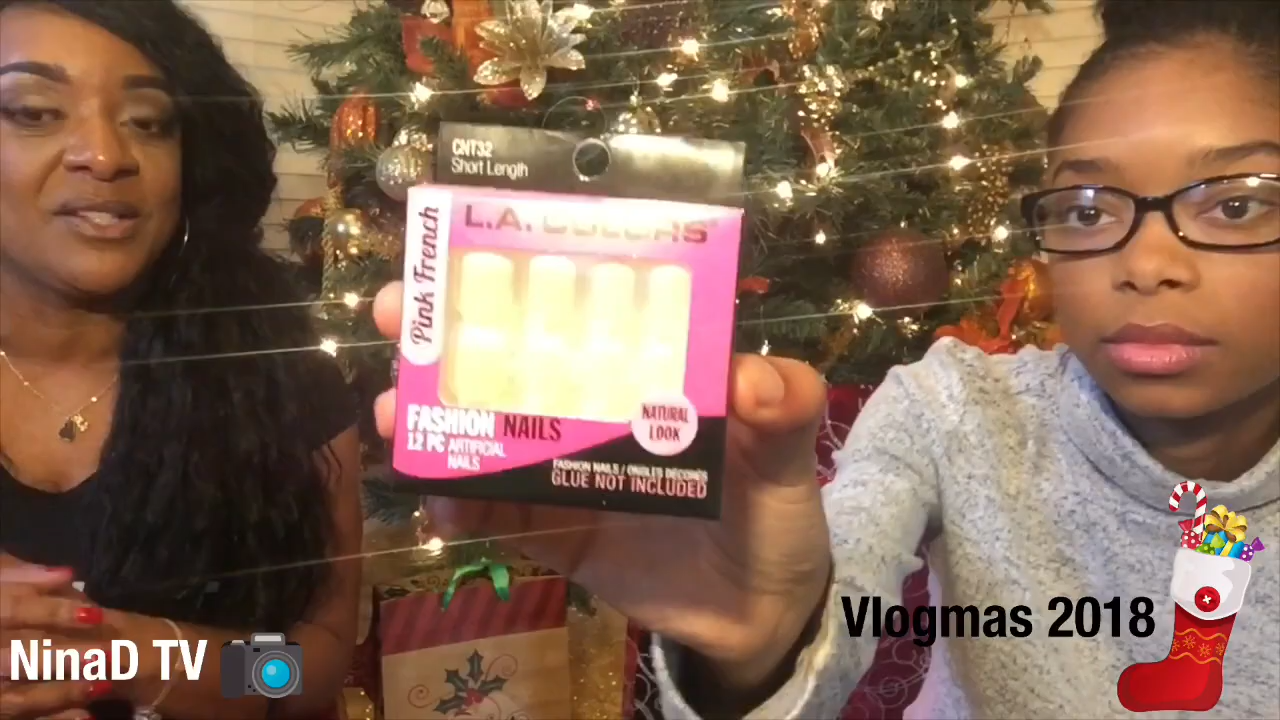 CNT32
Short Length
L.A. COLORS
Pink French
FASHION NAILS
12 PC ARTIFICIAL
NAILS
NATURAL
LOOK
FASHION NAILS / ONGLES DÉCORÉS
GLUE NOT INCLUDED
Vlogmas 2018
NinaD TV